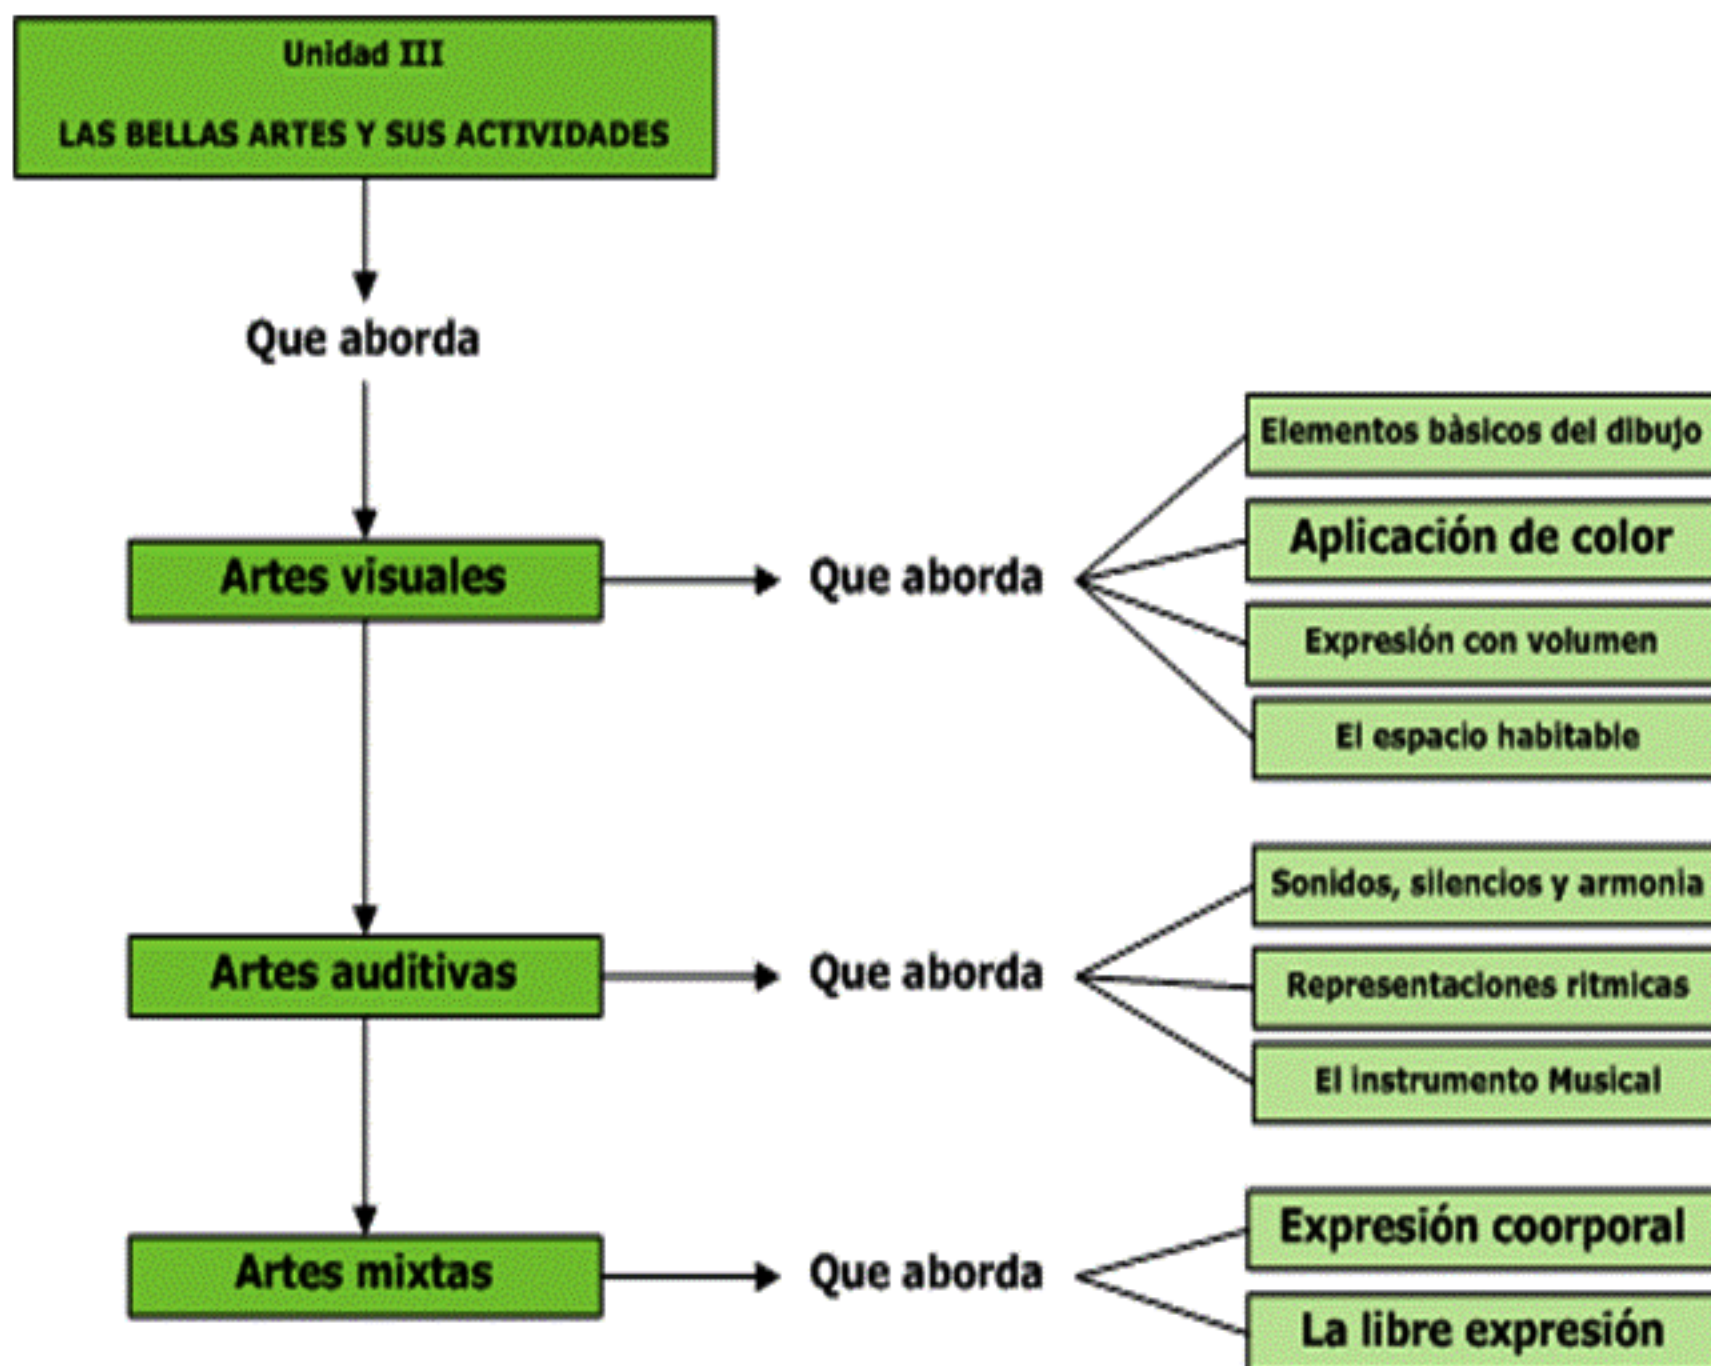 Unidad III
LAS BELLAS ARTES Y SUS ACTIVIDADES
Que aborda
Artes visuales
Que aborda
Elementos bàsicos del dibujo
Aplicación de color
Expresión con volumen
El espacio habitable
Artes auditivas
Que aborda
Sonidos, silencios y armonia
Representaciones ritmicas
El instrumento Musical
Artes mixtas
Que aborda
Expresión coorporal
La libre expresión